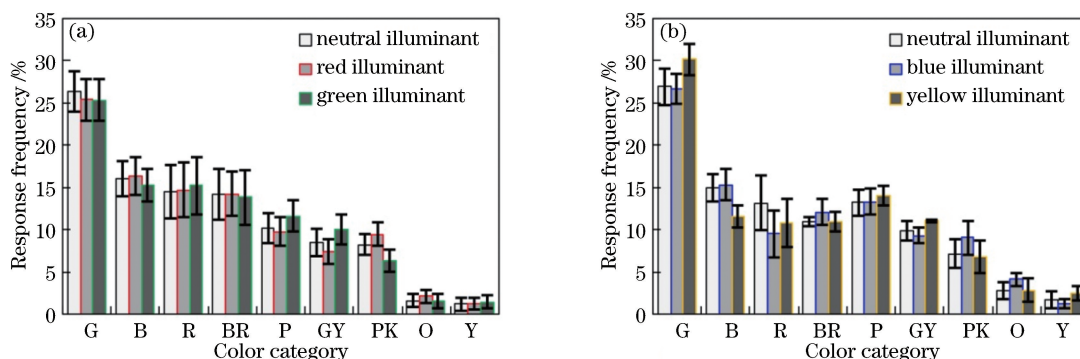 (a)
neutral illuminant
red illuminant
green illuminant
Response frequency /%
35
30
25
20
15
10
5
0
G B R BR P GY PK O Y
Color category
(b)
neutral illuminant
blue illuminant
yellow illuminant
Response frequency /%
35
30
25
20
15
10
5
0
G B R BR P GY PK O Y
Color category